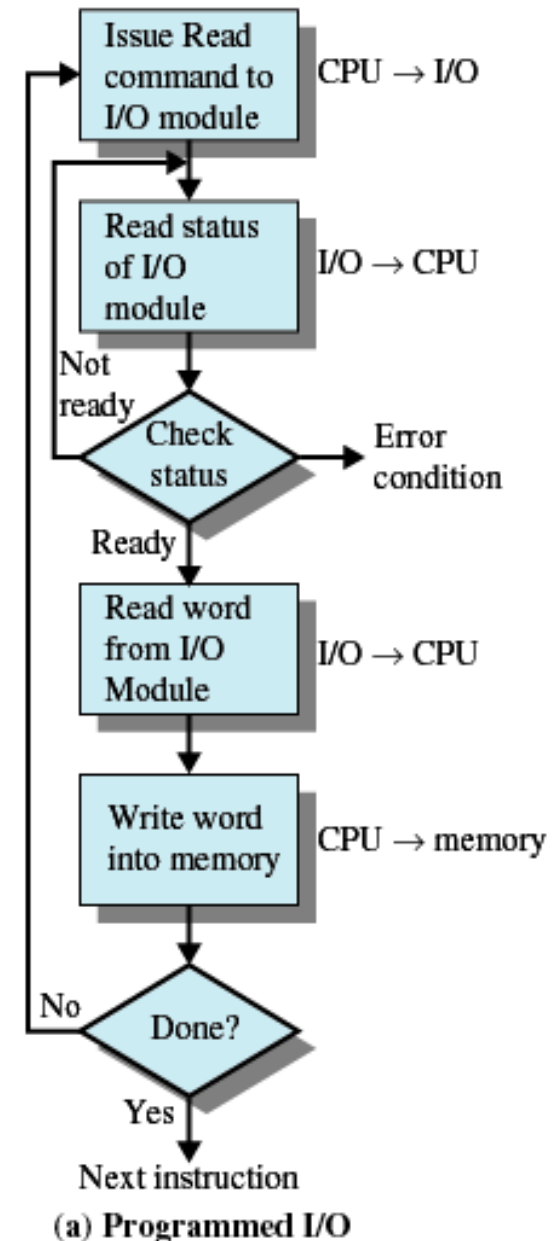 Issue Read
command to
I/O module
CPU → I/O
Read status
of I/O
module
I/O → CPU
Not
ready
Check
status
Error
condition
Ready
Read word
from I/O
Module
I/O → CPU
Write word
into memory
CPU → memory
No
Done?
Yes
Next instruction
(a) Programmed I/O